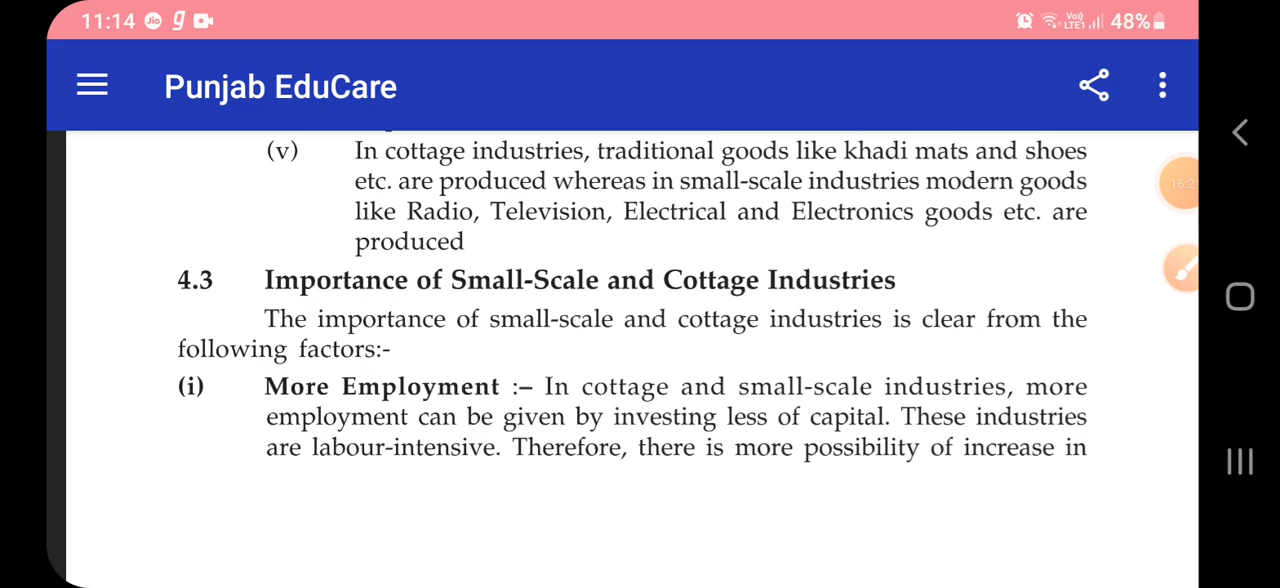 11:14 Jio g Vo) LTE1 48%
Punjab EduCare
(v) In cottage industries, traditional goods like khadi mats and shoes
etc. are produced whereas in small-scale industries modern goods
like Radio, Television, Electrical and Electronics goods etc. are
produced
4.3 Importance of Small-Scale and Cottage Industries
The importance of small-scale and cottage industries is clear from the
following factors:-
(i) More Employment :– In cottage and small-scale industries, more
employment can be given by investing less of capital. These industries
are labour-intensive. Therefore, there is more possibility of increase in